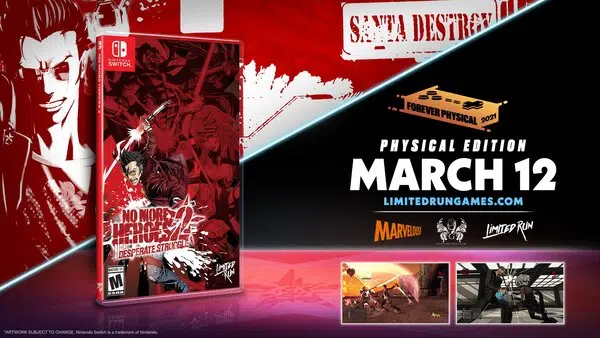 SANTA DESTROY
NINTENDO
SWITCH
NO MORE
HEROES 2
DESPERATE STRUGGLE
M
LIMITED
RUN
FOREVER PHYSICAL 2021
PHYSICAL EDITION
MARCH 12
LIMITEDRUNGAMES.COM
MARVELOUS!
LIMITED RUN
*ARTWORK SUBJECT TO CHANGE. Nintendo Switch is a trademark of Nintendo.